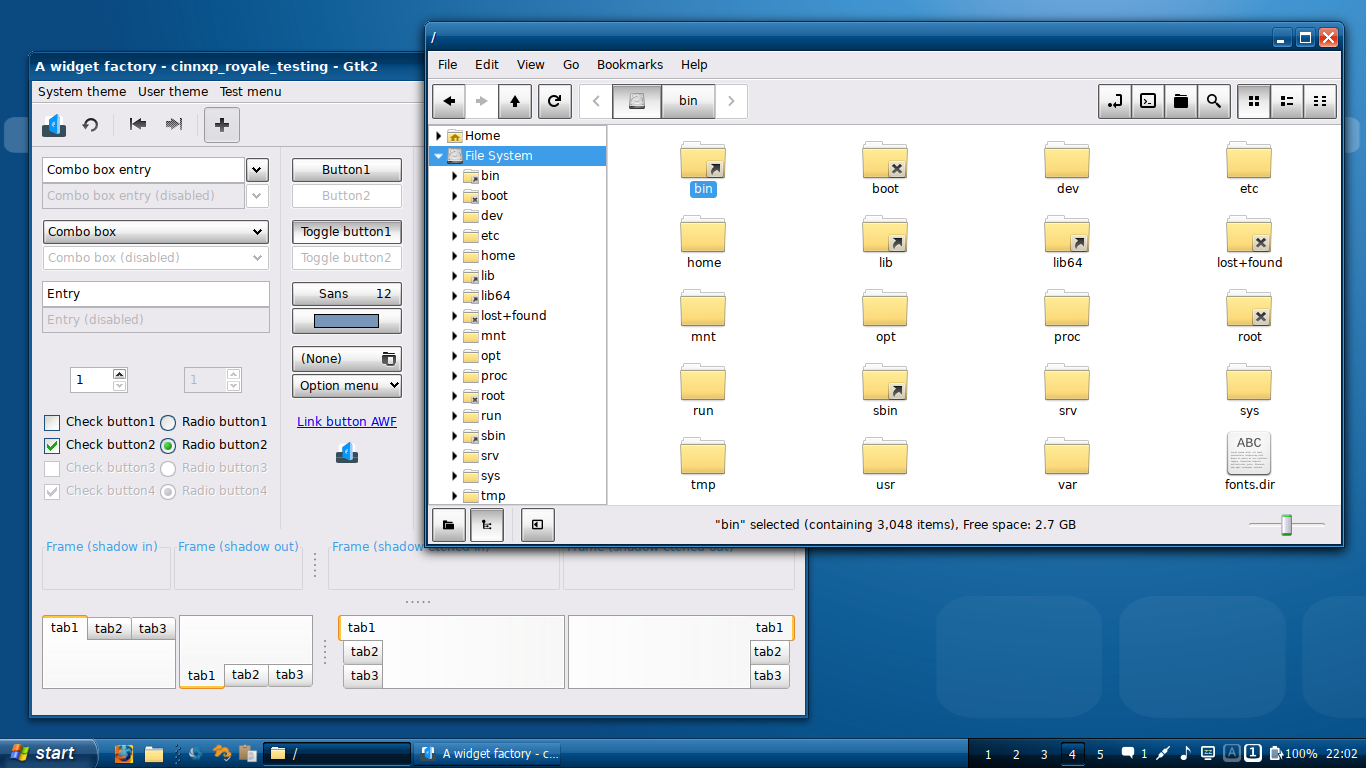 /
File Edit View Go Bookmarks Help
bin
Home
File System
bin
boot
dev
etc
home
lib
lib64
lost+found
mnt
opt
proc
root
run
sbin
srv
sys
tmp
bin boot dev etc
home lib lib64 lost+found
mnt opt proc root
run sbin srv sys
ABC
tmp usr var fonts.dir
"bin" selected (containing 3,048 items), Free space: 2.7 GB
A widget factory - cinnxp_royale_testing - Gtk2
System theme User theme Test menu
Combo box entry
Combo box entry (disabled)
Combo box
Combo box (disabled)
Entry
Entry (disabled)
1 1
Check button1 Radio button1
Check button2 Radio button2
Check button3 Radio button3
Check button4 Radio button4
Button1
Button2
Toggle button1
Toggle button2
Sans 12
(None)
Option menu
Link button AWF
Frame (shadow in) Frame (shadow out) Frame (shadow etched in) Frame (shadow etched out)
tab1 tab2 tab3
tab1 tab2 tab3
tab1
tab2
tab3
tab1
tab2
tab3
start / A widget factory - c... 1 2 3 4 5 1 A 1 100% 22:02